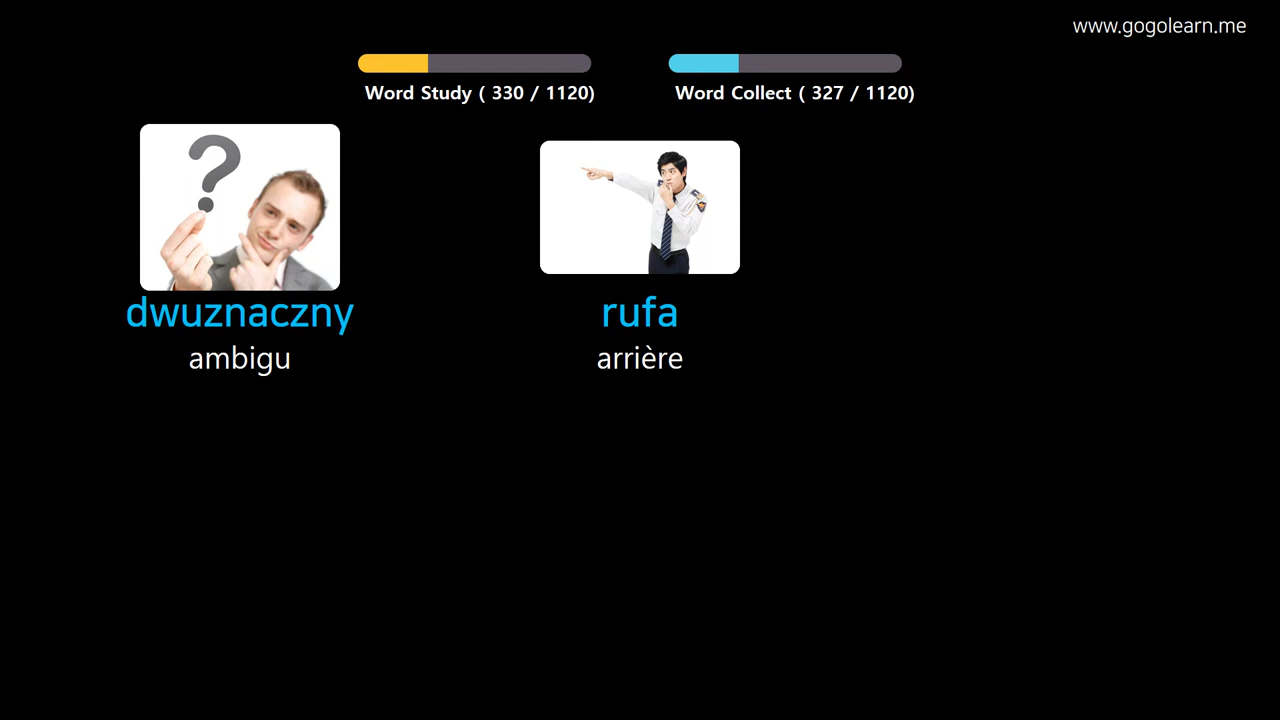 www.gogolearn.me
Word Study ( 330 / 1120)
Word Collect ( 327 / 1120)
?
dwuznaczny
rufa
ambigu
arrière